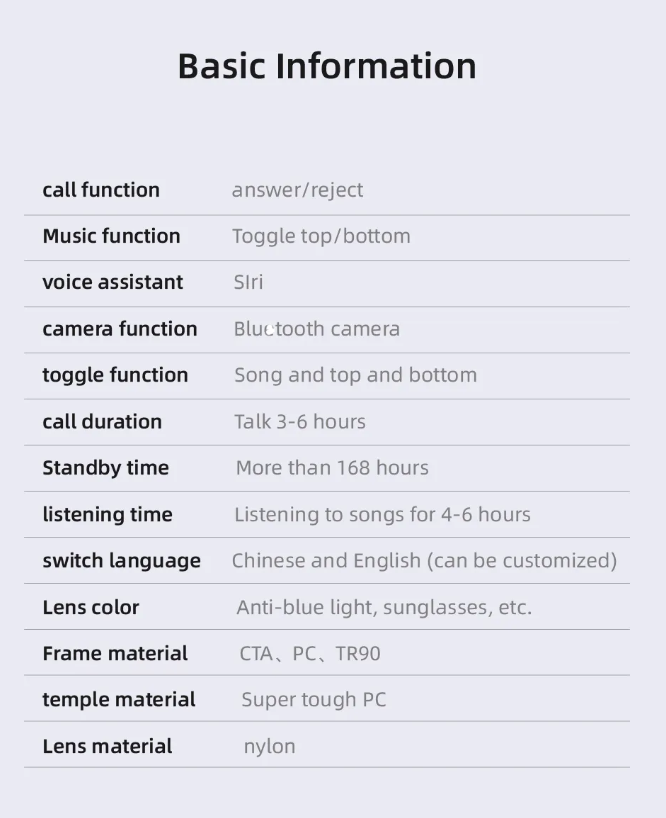 Basic Information
call function answer/reject
Music function Toggle top/bottom
voice assistant SIri
camera function Bluetooth camera
toggle function Song and top and bottom
call duration Talk 3-6 hours
Standby time More than 168 hours
listening time Listening to songs for 4-6 hours
switch language Chinese and English (can be customized)
Lens color Anti-blue light, sunglasses, etc.
Frame material CTA、PC、TR90
temple material Super tough PC
Lens material nylon